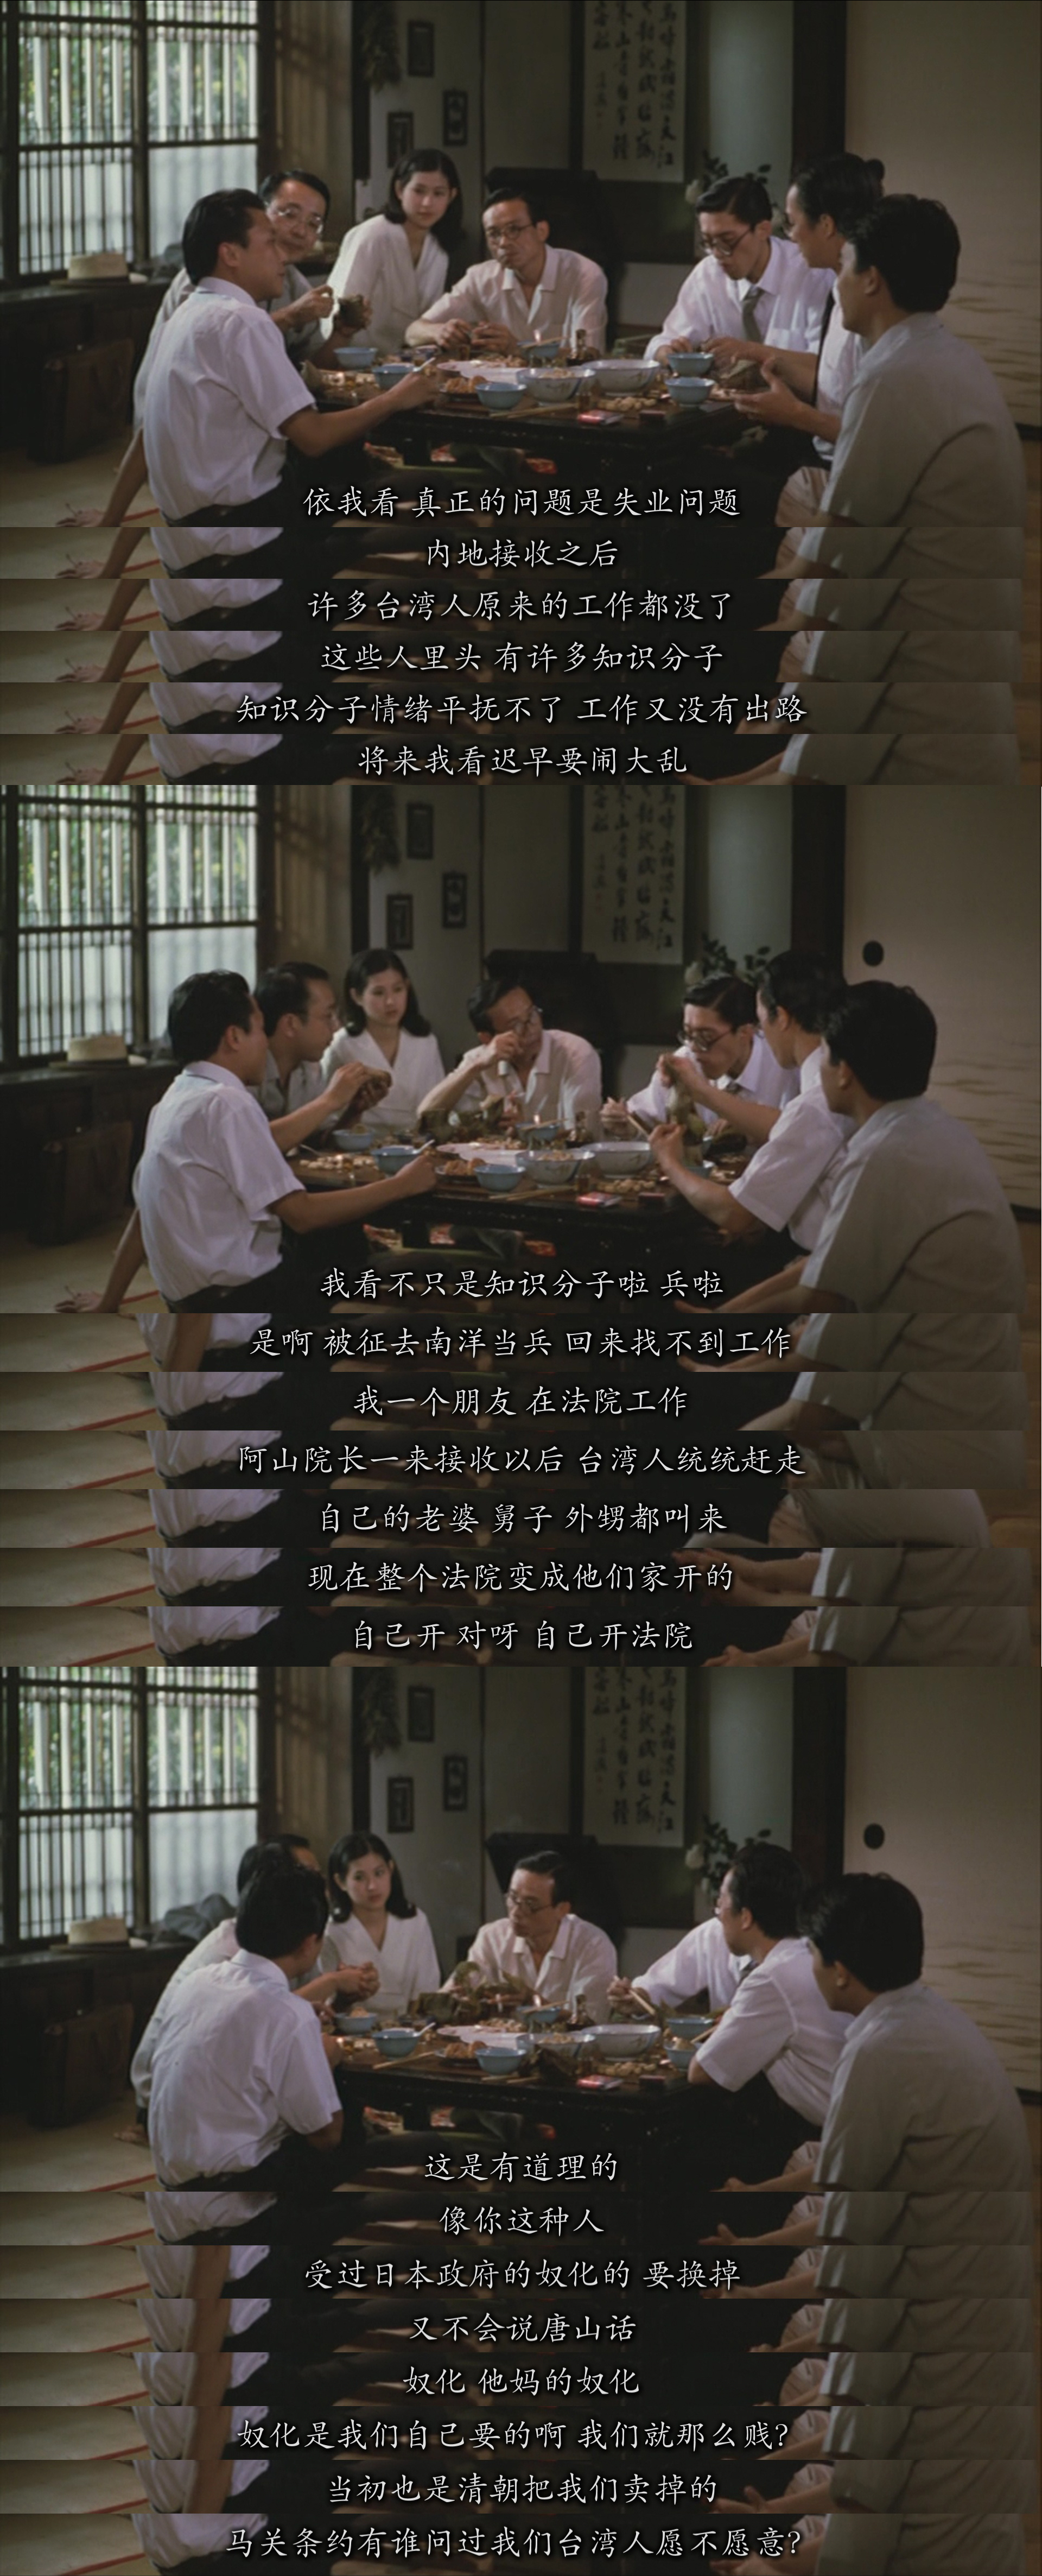 依我看 真正的问题是失业问题
内地接收之后
许多台湾人原来的工作都没了
这些人里头 有许多知识分子
知识分子情绪平抚不了 工作又没有出路
将来我看迟早要闹大乱
我看不只是知识分子啦 兵啦
是啊 被征去南洋当兵 回来找不到工作
我一个朋友 在法院工作
阿山院长一来接收以后 台湾人统统赶走
自己的老婆 舅子 外甥都叫来
现在整个法院变成他们家开的
自己开 对呀 自己开法院
这是有道理的
像你这种人
受过日本政府的奴化的 要换掉
又不会说唐山话
奴化 他妈的奴化
奴化是我们自己要的啊 我们就那么贱?
当初也是清朝把我们卖掉的
马关条约有谁问过我们台湾人愿不愿意?